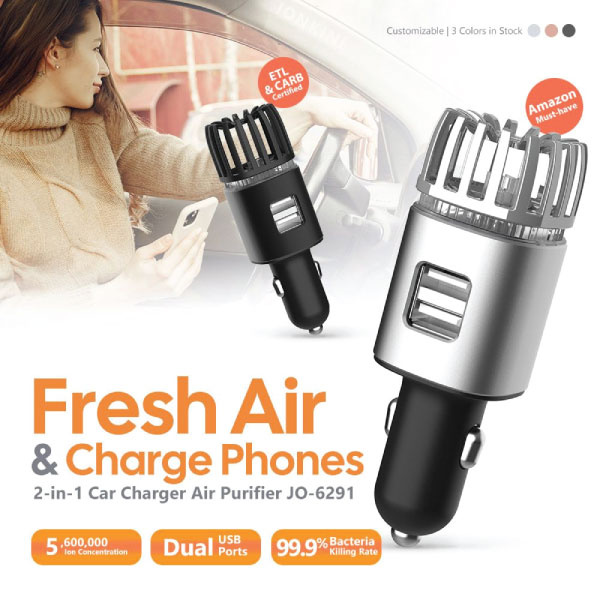 Customizable | 3 Colors in Stock
JONKINI
ETL
& CARB
Certified
Amazon
Must-have
Fresh Air
& Charge Phones
2-in-1 Car Charger Air Purifier JO-6291
5,600,000
Ion Concentration
Dual USB
Ports
99.9% Bacteria
Killing Rate